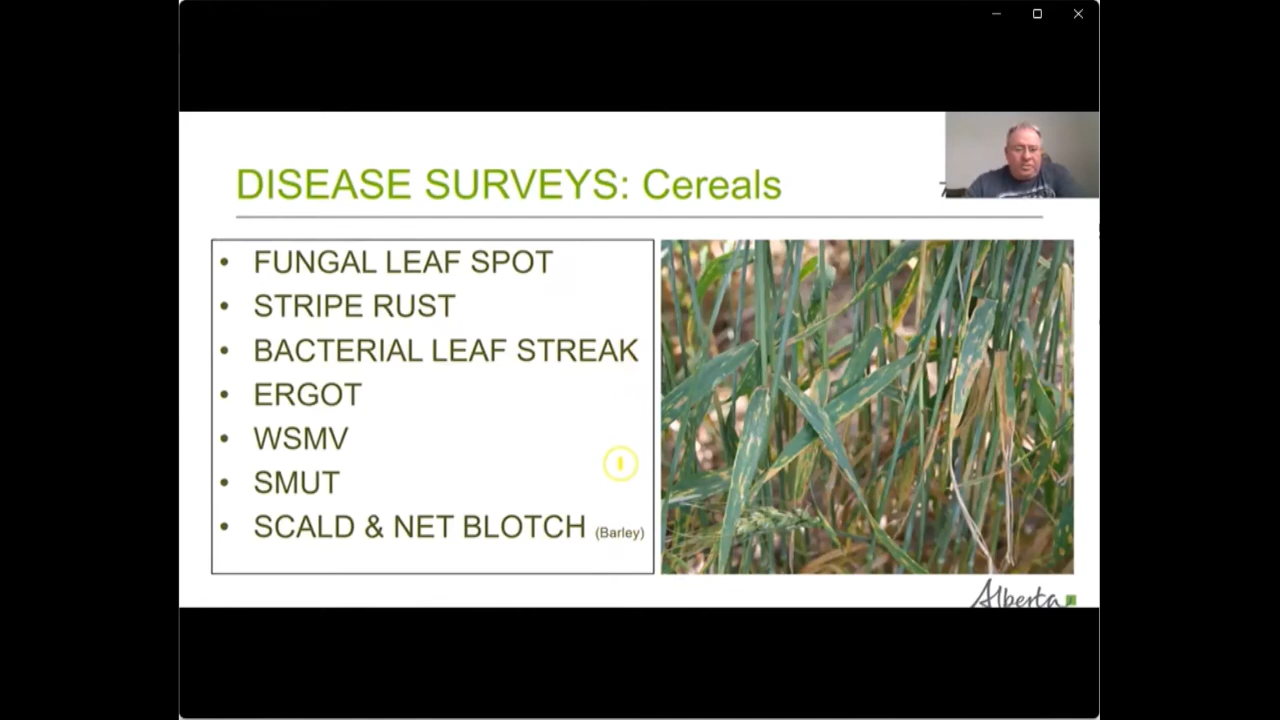 DISEASE SURVEYS: Cereals
• FUNGAL LEAF SPOT
• STRIPE RUST
• BACTERIAL LEAF STREAK
• ERGOT
• WSMV
• SMUT
• SCALD & NET BLOTCH (Barley)
Alberta